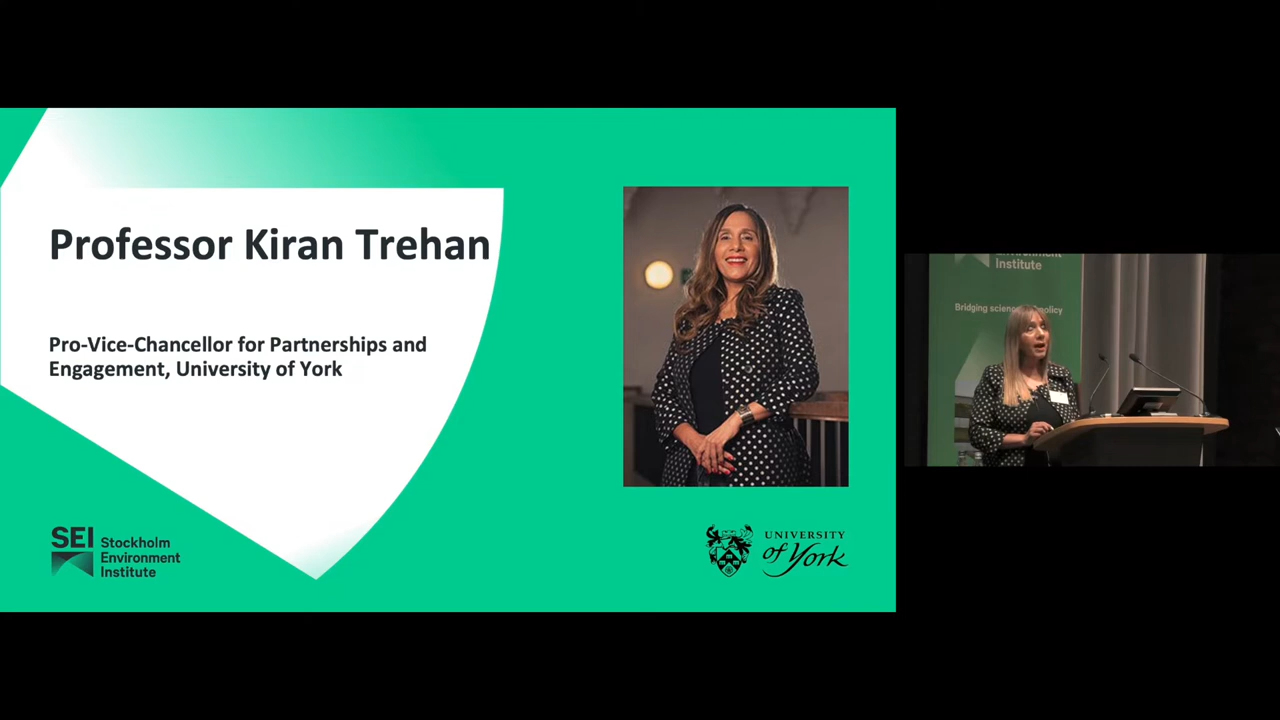 Professor Kiran Trehan
Pro-Vice-Chancellor for Partnerships and
Engagement, University of York
SEI Stockholm
Environment
Institute
UNIVERSITY
of York
Environment
Institute
Bridging science policy